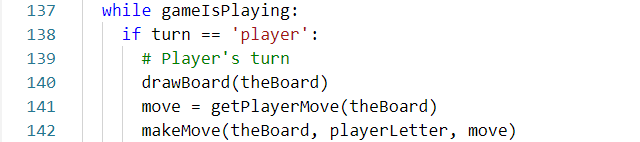 137 while gameIsPlaying:
138 if turn == 'player':
139 # Player's turn
140 drawBoard(theBoard)
141 move = getPlayerMove(theBoard)
142 makeMove(theBoard, playerLetter, move)